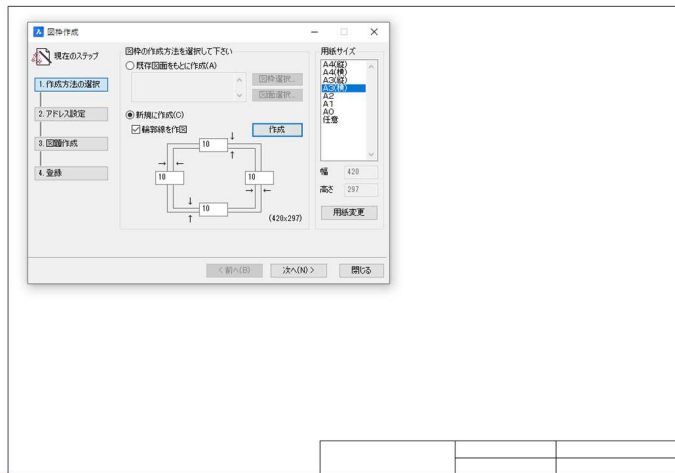 図枠作成
現在のステップ
1. 作成方法の選択
2. アドレス設定
3. 図題作成
4. 登録
図枠の作成方法を選択して下さい
既存図面をもとに作成(A)
図枠選択...
図面選択...
新規に作成(C)
輪郭線を作図
作成
10
10
10
10
(420x297)
用紙サイズ
A4(縦)
A4(横)
A3(縦)
A3(横)
A2
A1
A0
任意
幅 420
高さ 297
用紙変更
< 前へ(B)
次へ(N) >
閉じる